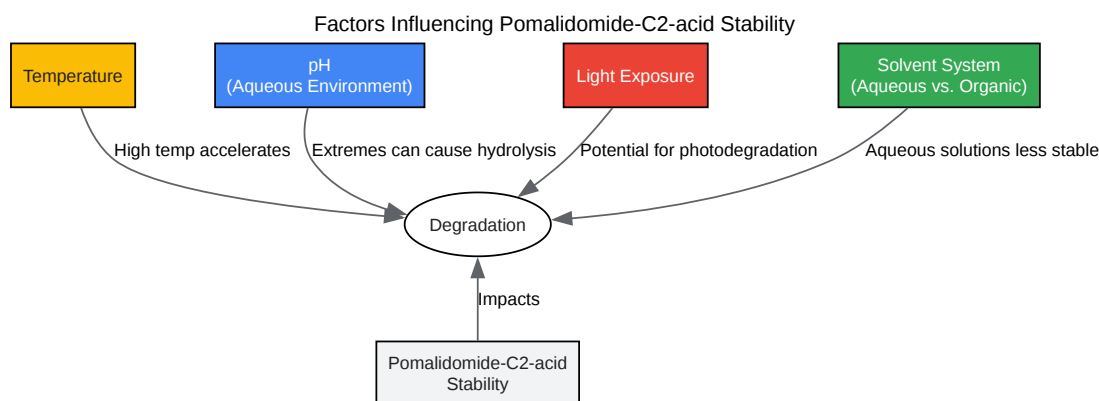 Factors Influencing Pomalidomide-C2-acid Stability
Temperature
pH
(Aqueous Environment)
Light Exposure
Solvent System
(Aqueous vs. Organic)
High temp accelerates
Extremes can cause hydrolysis
Potential for photodegradation
Aqueous solutions less stable
Degradation
Impacts
Pomalidomide-C2-acid
Stability